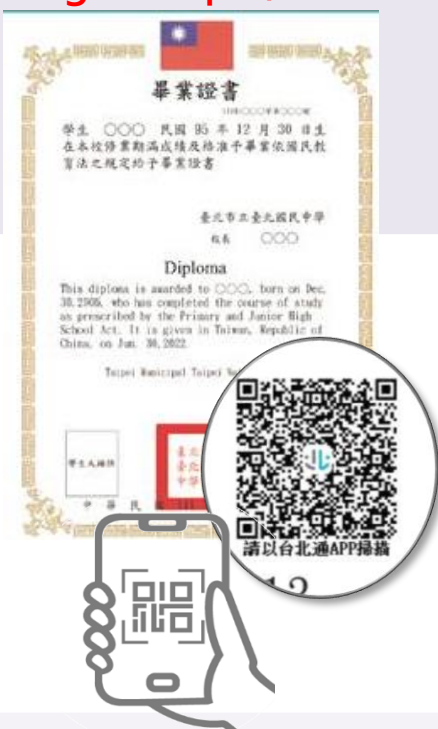 畢業證書
學生 ○○○ 民國 95 年 12 月 30 日生
在本校修業期滿成績及格准予畢業依國民教
育法之規定給予畢業證書
臺北市立臺北國民中學
校長 ○○○
Diploma
This diploma is awarded to ○○○, born on Dec.
30,2006, who has completed the course of study
as prescribed by the Primary and Junior High
School Act. It is given in Taiwan, Republic of
China, on Jun. 30,2022.
Taipei Municipal Taipei
中 華 民 國
請以台北通APP掃描